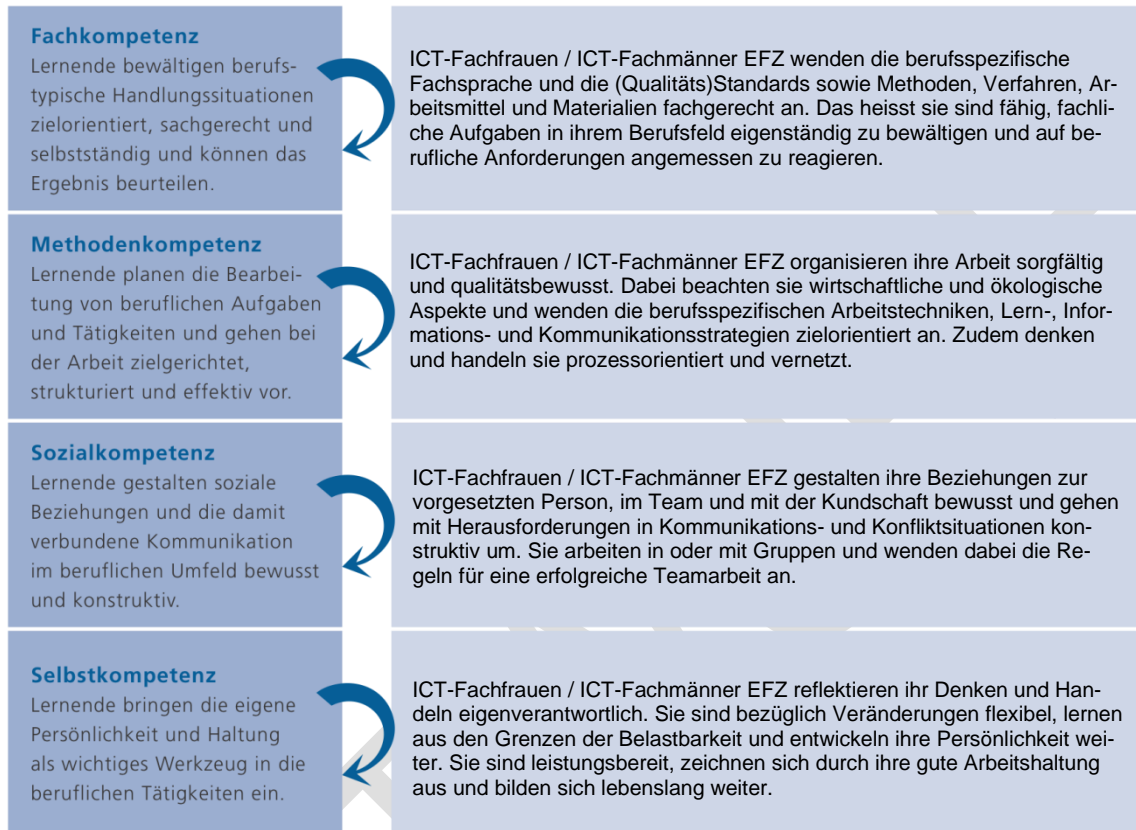 Fachkompetenz
Lernende bewältigen berufs-
typische Handlungssituationen
zielorientiert, sachgerecht und
selbstständig und können das
Ergebnis beurteilen.
ICT-Fachfrauen / ICT-Fachmänner EFZ wenden die berufsspezifische
Fachsprache und die (Qualitäts)Standards sowie Methoden, Verfahren, Ar-
beitsmittel und Materialien fachgerecht an. Das heisst sie sind fähig, fachli-
che Aufgaben in ihrem Berufsfeld eigenständig zu bewältigen und auf be-
rufliche Anforderungen angemessen zu reagieren.
Methodenkompetenz
Lernende planen die Bearbei-
tung von beruflichen Aufgaben
und Tätigkeiten und gehen bei
der Arbeit zielgerichtet,
strukturiert und effektiv vor.
ICT-Fachfrauen / ICT-Fachmänner EFZ organisieren ihre Arbeit sorgfältig
und qualitätsbewusst. Dabei beachten sie wirtschaftliche und ökologische
Aspekte und wenden die berufsspezifischen Arbeitstechniken, Lern-, Infor-
mations- und Kommunikationsstrategien zielorientiert an. Zudem denken
und handeln sie prozessorientiert und vernetzt.
Sozialkompetenz
Lernende gestalten soziale
Beziehungen und die damit
verbundene Kommunikation
im beruflichen Umfeld bewusst
und konstruktiv.
ICT-Fachfrauen / ICT-Fachmänner EFZ gestalten ihre Beziehungen zur
vorgesetzten Person, im Team und mit der Kundschaft bewusst und gehen
mit Herausforderungen in Kommunikations- und Konfliktsituationen kon-
struktiv um. Sie arbeiten in oder mit Gruppen und wenden dabei die Re-
geln für eine erfolgreiche Teamarbeit an.
Selbstkompetenz
Lernende bringen die eigene
Persönlichkeit und Haltung
als wichtiges Werkzeug in die
beruflichen Tätigkeiten ein.
ICT-Fachfrauen / ICT-Fachmänner EFZ reflektieren ihr Denken und Han-
deln eigenverantwortlich. Sie sind bezüglich Veränderungen flexibel, lernen
aus den Grenzen der Belastbarkeit und entwickeln ihre Persönlichkeit wei-
ter. Sie sind leistungsbereit, zeichnen sich durch ihre gute Arbeitshaltung
aus und bilden sich lebenslang weiter.